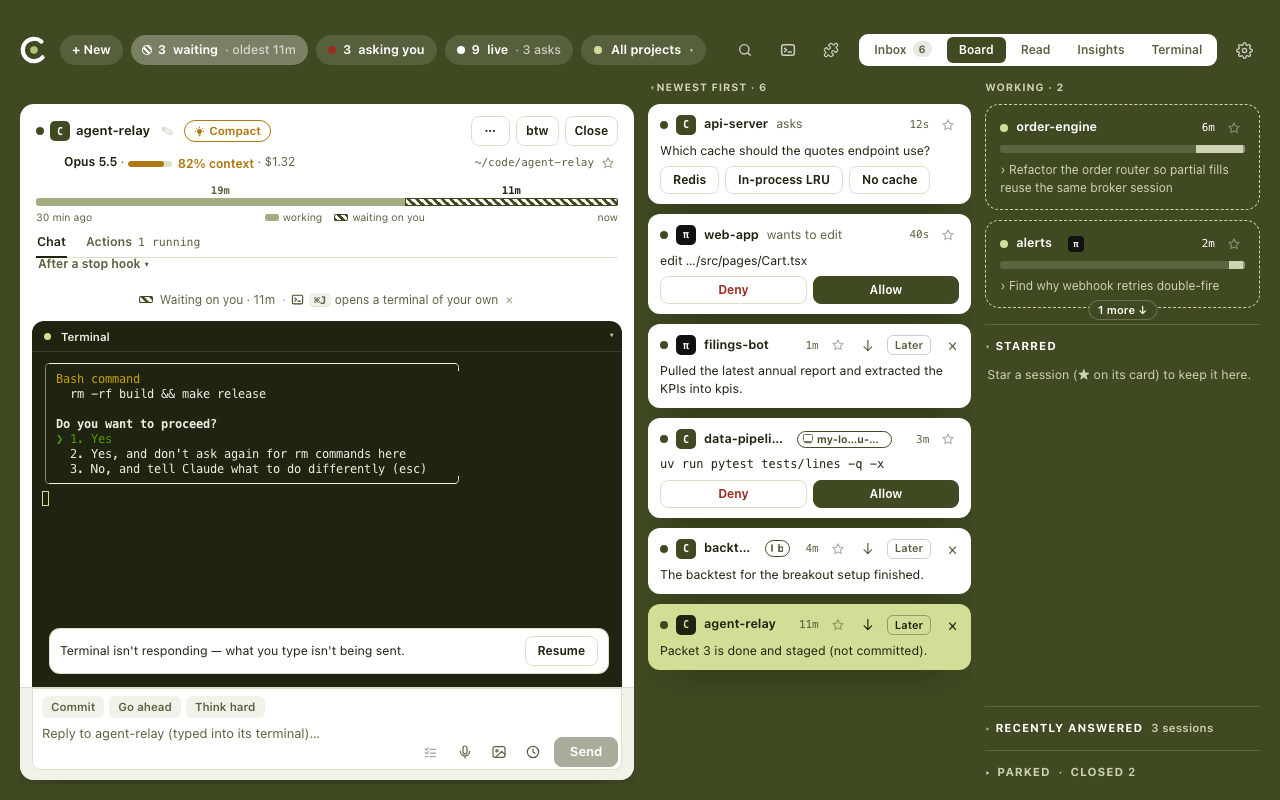 + New
3 waiting · oldest 11m
3 asking you
9 live · 3 asks
All projects
Inbox 6
Board
Read
Insights
Terminal
C agent-relay
Compact
···
btw
Close
Opus 5.5 · 82% context · $1.32
~/code/agent-relay
19m
11m
30 min ago
working
waiting on you
now
Chat
Actions 1 running
After a stop hook
Waiting on you · 11m · ⌘J opens a terminal of your own ×
Terminal
Bash command
rm -rf build && make release
Do you want to proceed?
❯ 1. Yes
2. Yes, and don't ask again for rm commands here
3. No, and tell Claude what to do differently (esc)
Terminal isn't responding — what you type isn't being sent.
Resume
Commit
Go ahead
Think hard
Reply to agent-relay (typed into its terminal)…
Send
NEWEST FIRST · 6
C api-server asks 12s
Which cache should the quotes endpoint use?
Redis
In-process LRU
No cache
π web-app wants to edit 40s
edit …/src/pages/Cart.tsx
Deny
Allow
π filings-bot 1m ↓ Later ×
Pulled the latest annual report and extracted the
KPIs into kpis.
C data-pipeli… my-lo…u-… 3m
uv run pytest tests/lines -q -x
Deny
Allow
C backt… 4m ↓ Later ×
The backtest for the breakout setup finished.
C agent-relay 11m ↓ Later ×
Packet 3 is done and staged (not committed).
WORKING · 2
order-engine 6m
› Refactor the order router so partial fills
reuse the same broker session
alerts π 2m
› Find why webhook retries double-fire
1 more ↓
STARRED
Star a session (★ on its card) to keep it here.
RECENTLY ANSWERED 3 sessions
PARKED · CLOSED 2